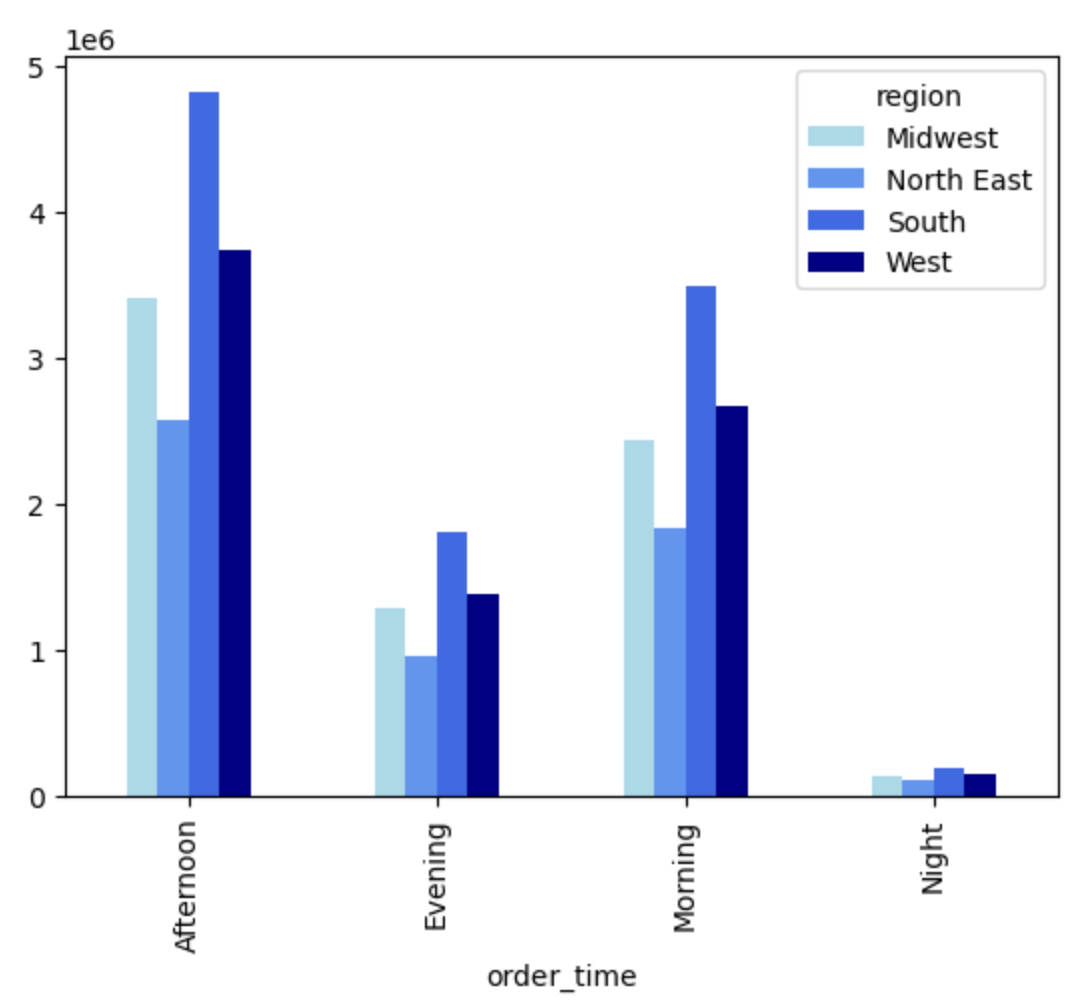 1e6
5
4
3
2
1
0
region
Midwest
North East
South
West
Afternoon
Evening
Morning
Night
order_time